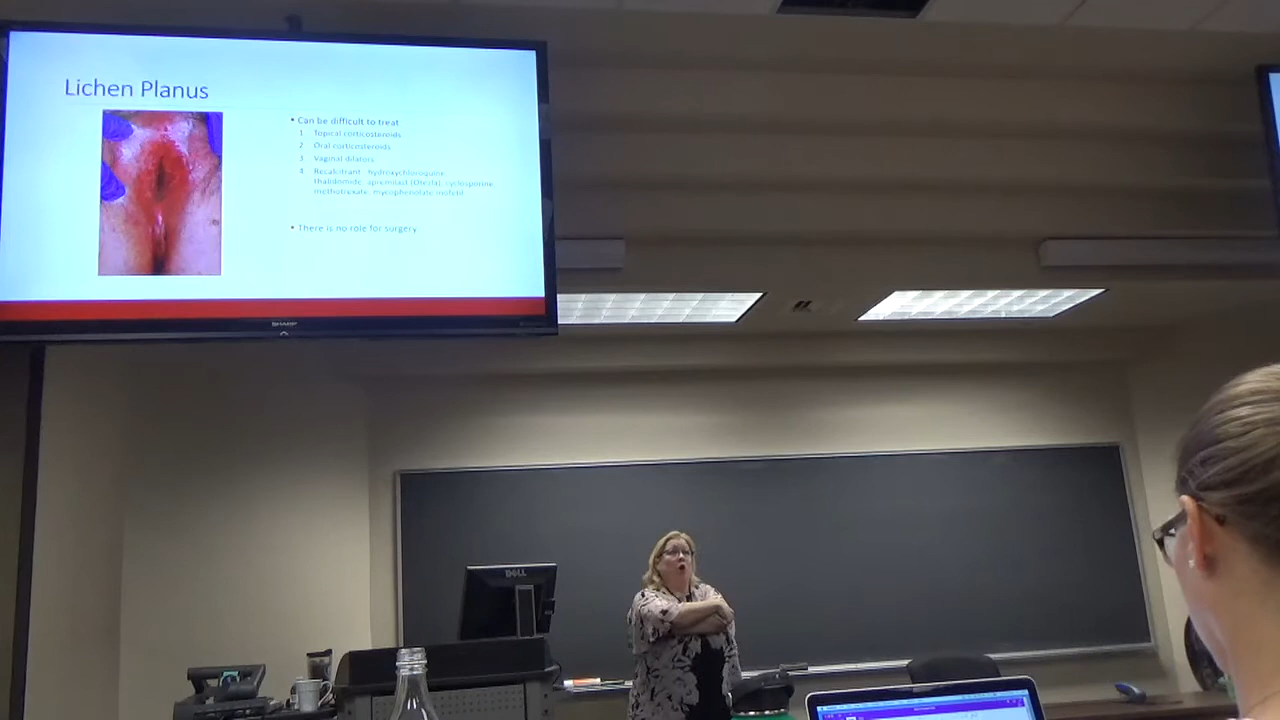 Lichen Planus
• Can be difficult to treat
1 Topical corticosteroids
2 Oral corticosteroids
3 Vaginal dilators
4 Recalcitrant hydroxychloroquine
thalidomide apremilast (Otezla), cyclosporine
methotrexate, mycophenolate mofetil
• There is no role for surgery
SHARP
DELL